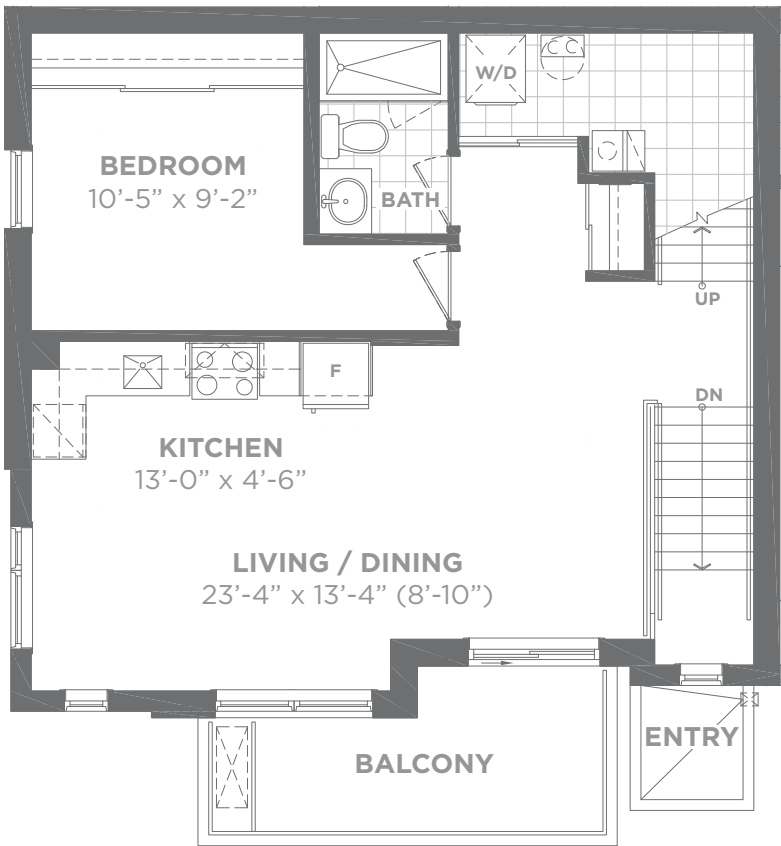 W/D
BEDROOM
10’-5” x 9’-2”
BATH
UP
F
DN
KITCHEN
13’-0” x 4’-6”
LIVING / DINING
23’-4” x 13’-4” (8’-10”)
ENTRY
BALCONY